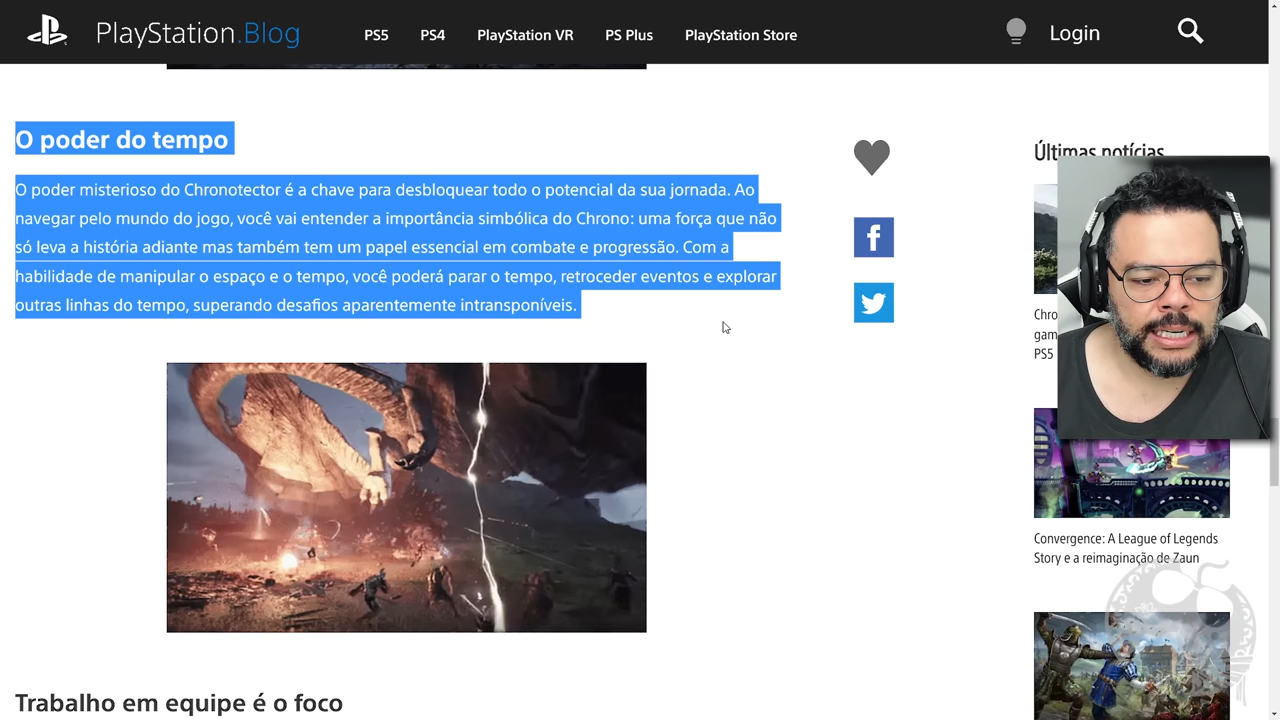 PlayStation.Blog
PS5
PS4
PlayStation VR
PS Plus
PlayStation Store
Login
O poder do tempo
O poder misterioso do Chronotector é a chave para desbloquear todo o potencial da sua jornada. Ao
navegar pelo mundo do jogo, você vai entender a importância simbólica do Chrono: uma força que não
só leva a história adiante mas também tem um papel essencial em combate e progressão. Com a
habilidade de manipular o espaço e o tempo, você poderá parar o tempo, retroceder eventos e explorar
outras linhas do tempo, superando desafios aparentemente intransponíveis.
Trabalho em equipe é o foco
Últimas notícias
Chro
gam
PS5
Convergence: A League of Legends
Story e a reimaginação de Zaun